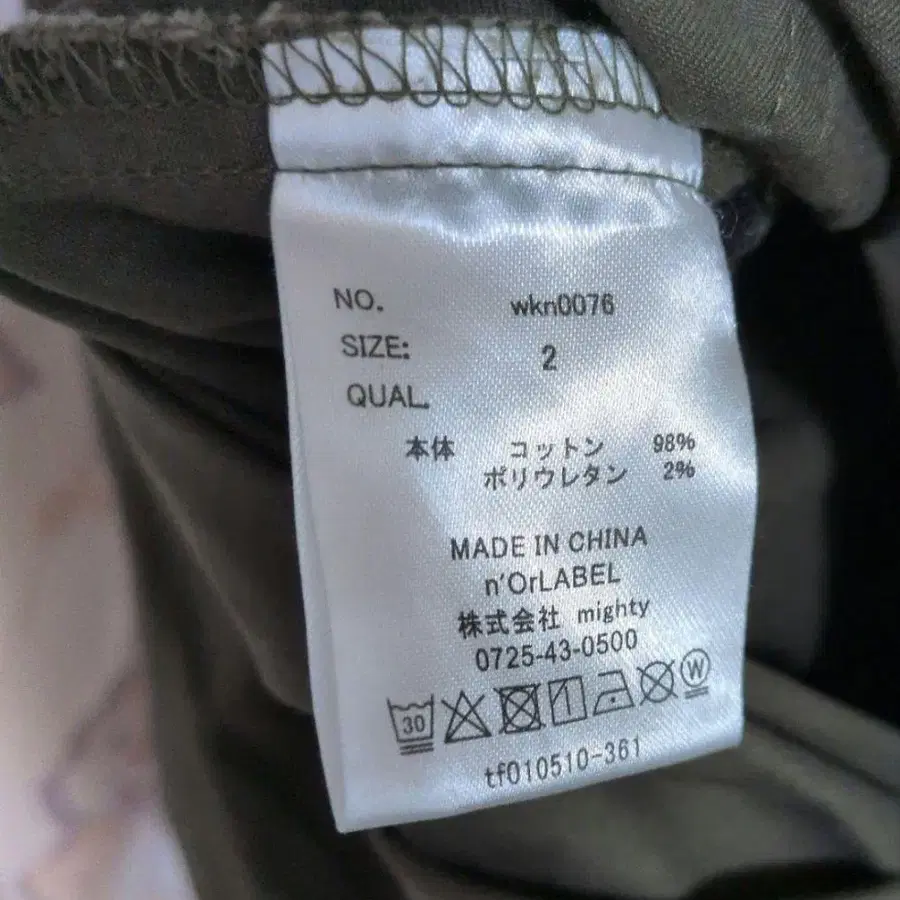 NO. wkn0076
SIZE: 2
QUAL.
本体 コットン 98%
ポリウレタン 2%
MADE IN CHINA
n'OrLABEL
株式会社 mighty
0725-43-0500
30 W
tf010510-361